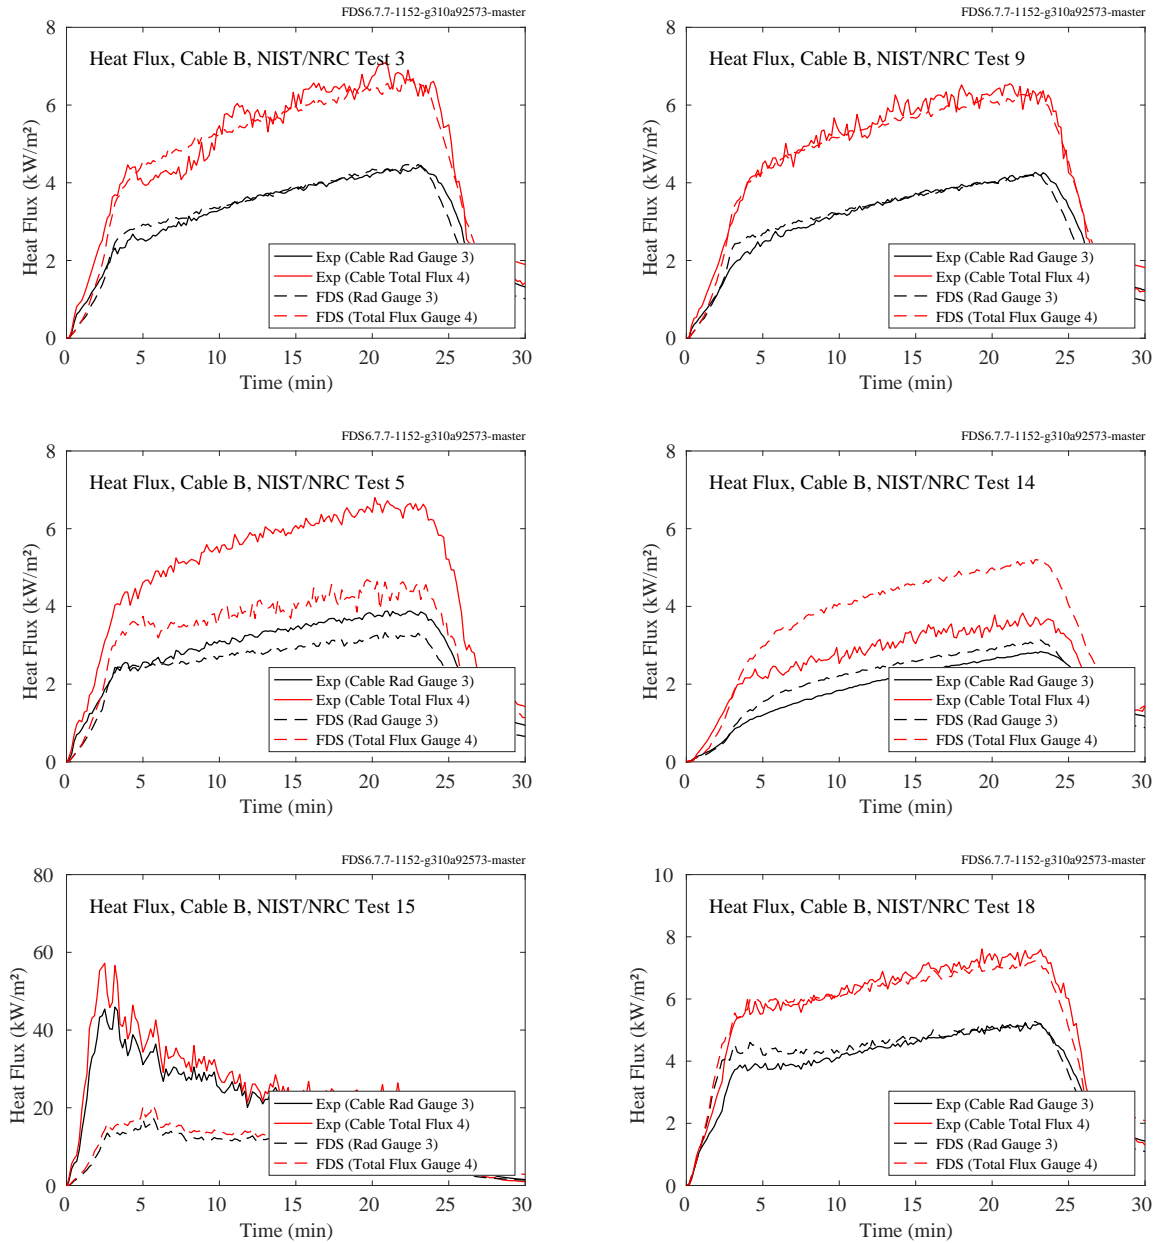 FDS6.7.7-1152-g310a92573-master
Heat Flux, Cable B, NIST/NRC Test 3
Heat Flux (kW/m²)
8
6
4
2
0
Exp (Cable Rad Gauge 3)
Exp (Cable Total Flux 4)
FDS (Rad Gauge 3)
FDS (Total Flux Gauge 4)
0 5 10 15 20 25 30
Time (min)
FDS6.7.7-1152-g310a92573-master
Heat Flux, Cable B, NIST/NRC Test 9
Heat Flux (kW/m²)
8
6
4
2
0
Exp (Cable Rad Gauge 3)
Exp (Cable Total Flux 4)
FDS (Rad Gauge 3)
FDS (Total Flux Gauge 4)
0 5 10 15 20 25 30
Time (min)
FDS6.7.7-1152-g310a92573-master
Heat Flux, Cable B, NIST/NRC Test 5
Heat Flux (kW/m²)
8
6
4
2
0
Exp (Cable Rad Gauge 3)
Exp (Cable Total Flux 4)
FDS (Rad Gauge 3)
FDS (Total Flux Gauge 4)
0 5 10 15 20 25 30
Time (min)
FDS6.7.7-1152-g310a92573-master
Heat Flux, Cable B, NIST/NRC Test 14
Heat Flux (kW/m²)
8
6
4
2
0
Exp (Cable Rad Gauge 3)
Exp (Cable Total Flux 4)
FDS (Rad Gauge 3)
FDS (Total Flux Gauge 4)
0 5 10 15 20 25 30
Time (min)
FDS6.7.7-1152-g310a92573-master
Heat Flux, Cable B, NIST/NRC Test 15
Heat Flux (kW/m²)
80
60
40
20
0
Exp (Cable Rad Gauge 3)
Exp (Cable Total Flux 4)
FDS (Rad Gauge 3)
FDS (Total Flux Gauge 4)
0 5 10 15 20 25 30
Time (min)
FDS6.7.7-1152-g310a92573-master
Heat Flux, Cable B, NIST/NRC Test 18
Heat Flux (kW/m²)
10
8
6
4
2
0
Exp (Cable Rad Gauge 3)
Exp (Cable Total Flux 4)
FDS (Rad Gauge 3)
FDS (Total Flux Gauge 4)
0 5 10 15 20 25 30
Time (min)